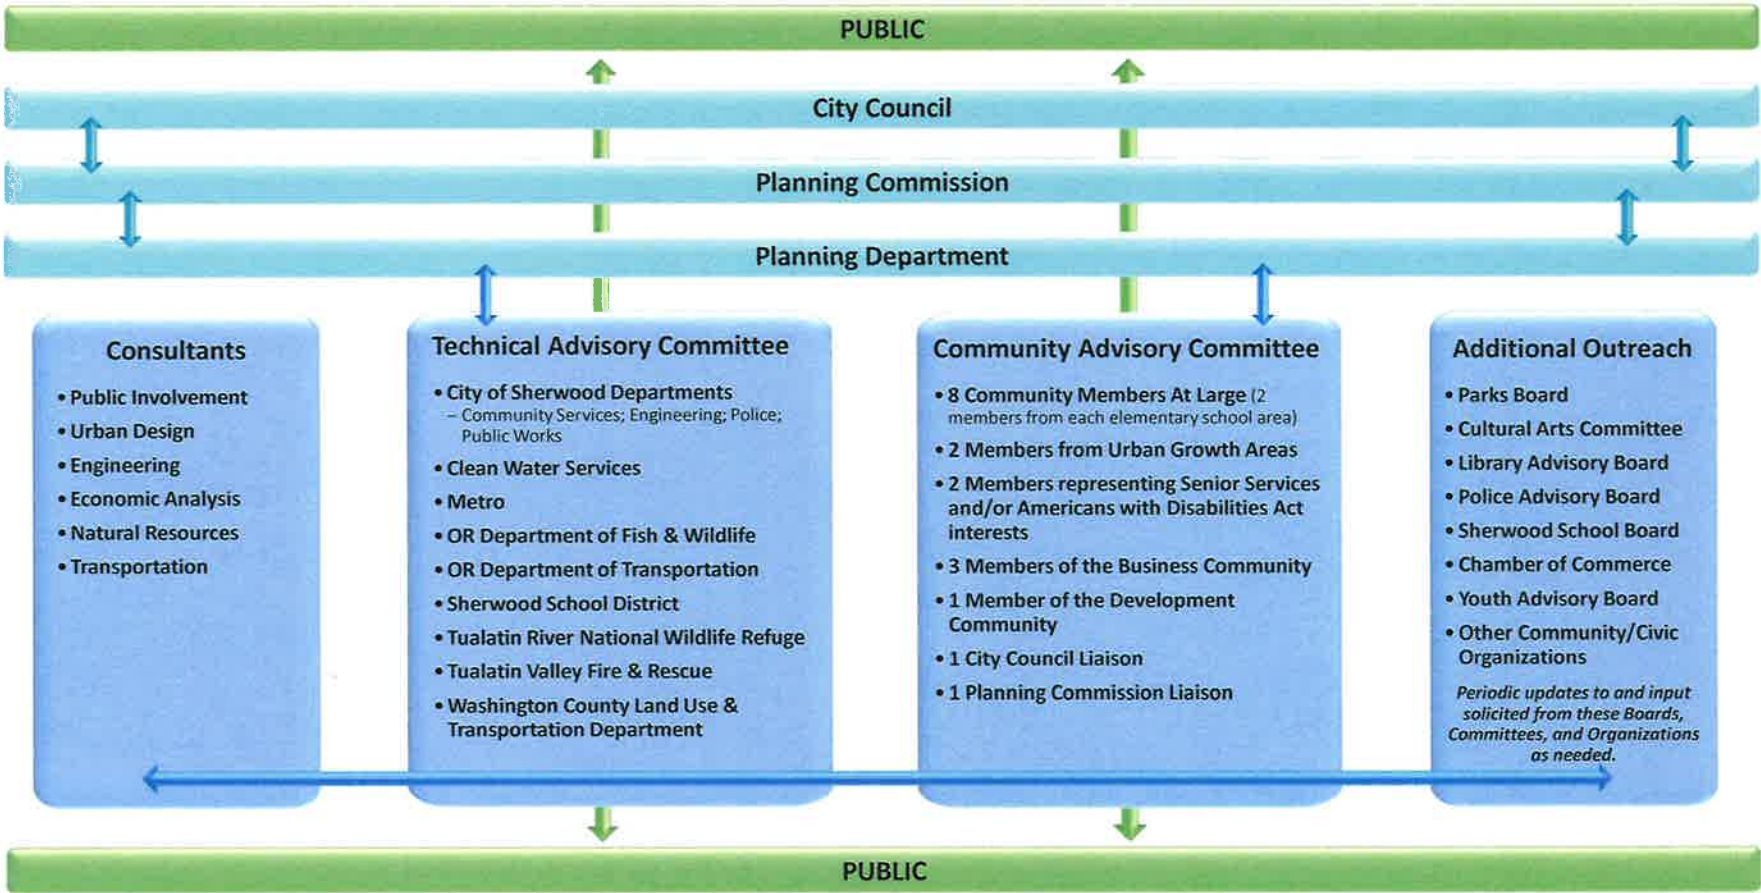 PUBLIC
City Council
Planning Commission
Planning Department
Consultants
• Public Involvement
• Urban Design
• Engineering
• Economic Analysis
• Natural Resources
• Transportation
Technical Advisory Committee
• City of Sherwood Departments
– Community Services; Engineering; Police;
Public Works
• Clean Water Services
• Metro
• OR Department of Fish & Wildlife
• OR Department of Transportation
• Sherwood School District
• Tualatin River National Wildlife Refuge
• Tualatin Valley Fire & Rescue
• Washington County Land Use &
Transportation Department
Community Advisory Committee
• 8 Community Members At Large (2
members from each elementary school area)
• 2 Members from Urban Growth Areas
• 2 Members representing Senior Services
and/or Americans with Disabilities Act
interests
• 3 Members of the Business Community
• 1 Member of the Development
Community
• 1 City Council Liaison
• 1 Planning Commission Liaison
Additional Outreach
• Parks Board
• Cultural Arts Committee
• Library Advisory Board
• Police Advisory Board
• Sherwood School Board
• Chamber of Commerce
• Youth Advisory Board
• Other Community/Civic
Organizations
Periodic updates to and input
solicited from these Boards,
Committees, and Organizations
as needed.
PUBLIC